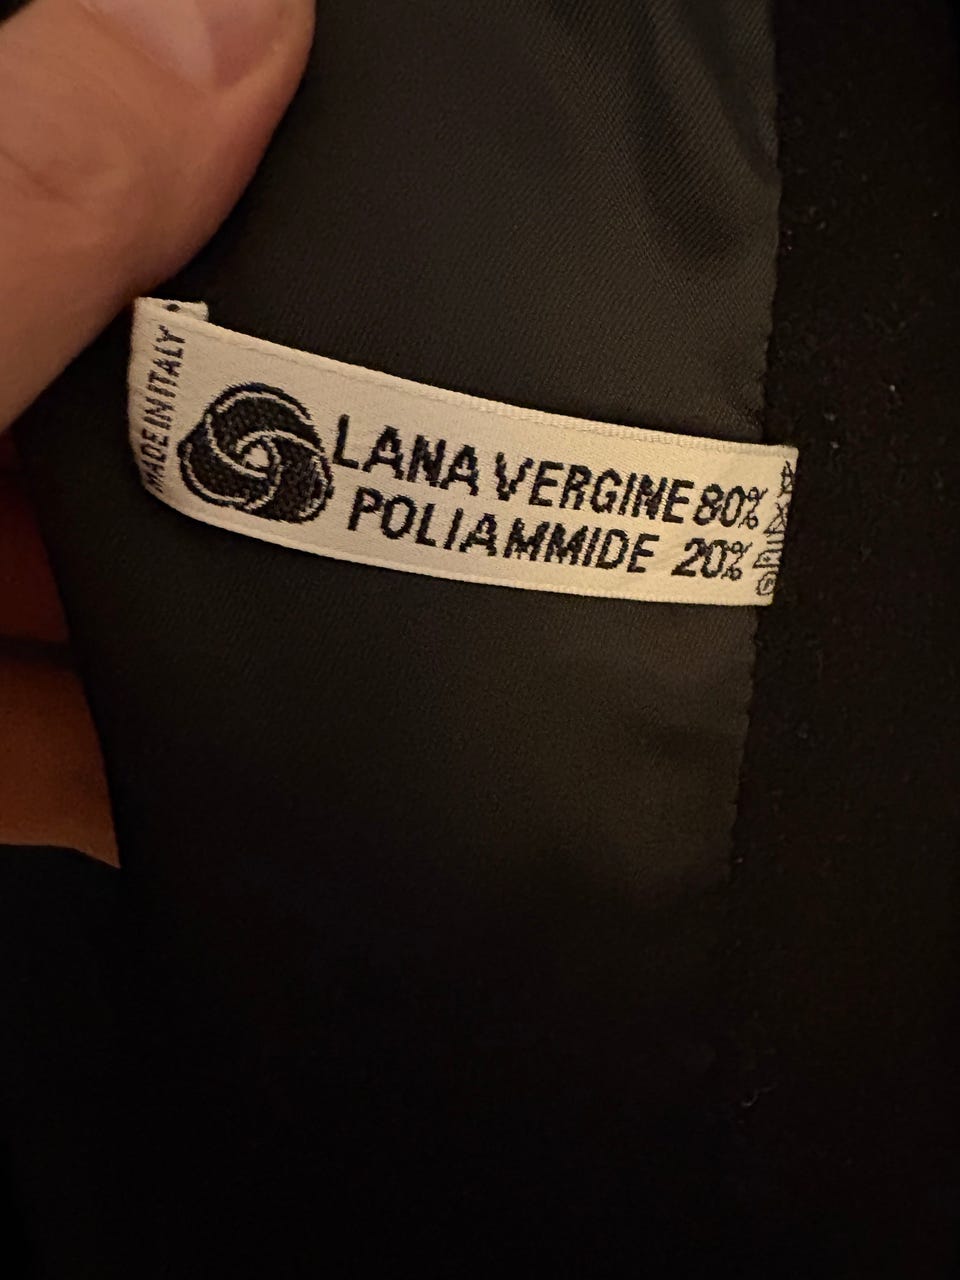 MADE IN ITALY
LANA VERGINE 80%
POLIAMMIDE 20%